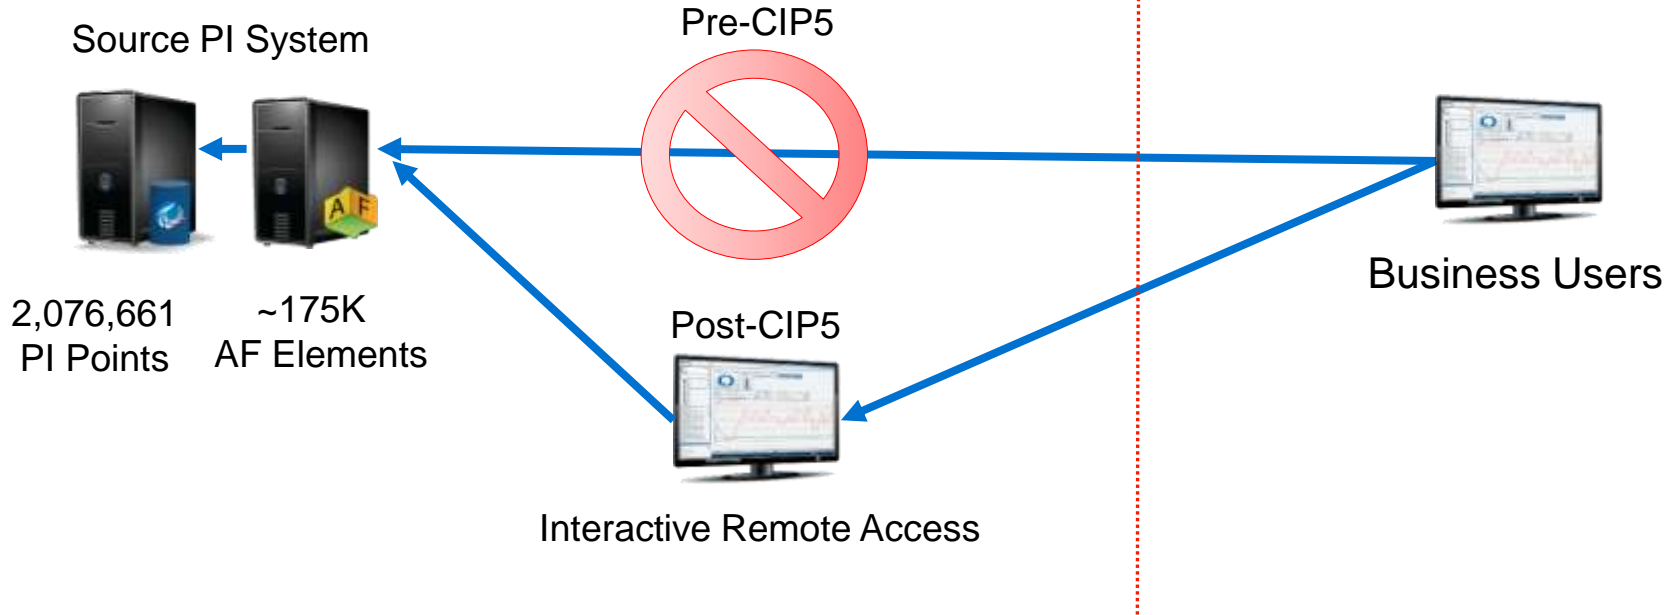 Pre-CIP5
Source PI System
A F
Business Users
2,076,661
PI Points
~175K
AF Elements
Post-CIP5
Interactive Remote Access